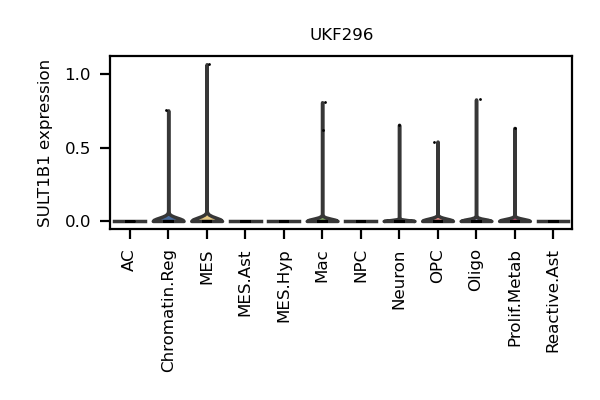 UKF296
SULT1B1 expression
1.0
0.5
0.0
AC
Chromatin.Reg
MES
MES.Ast
MES.Hyp
Mac
NPC
Neuron
OPC
Oligo
Prolif.Metab
Reactive.Ast